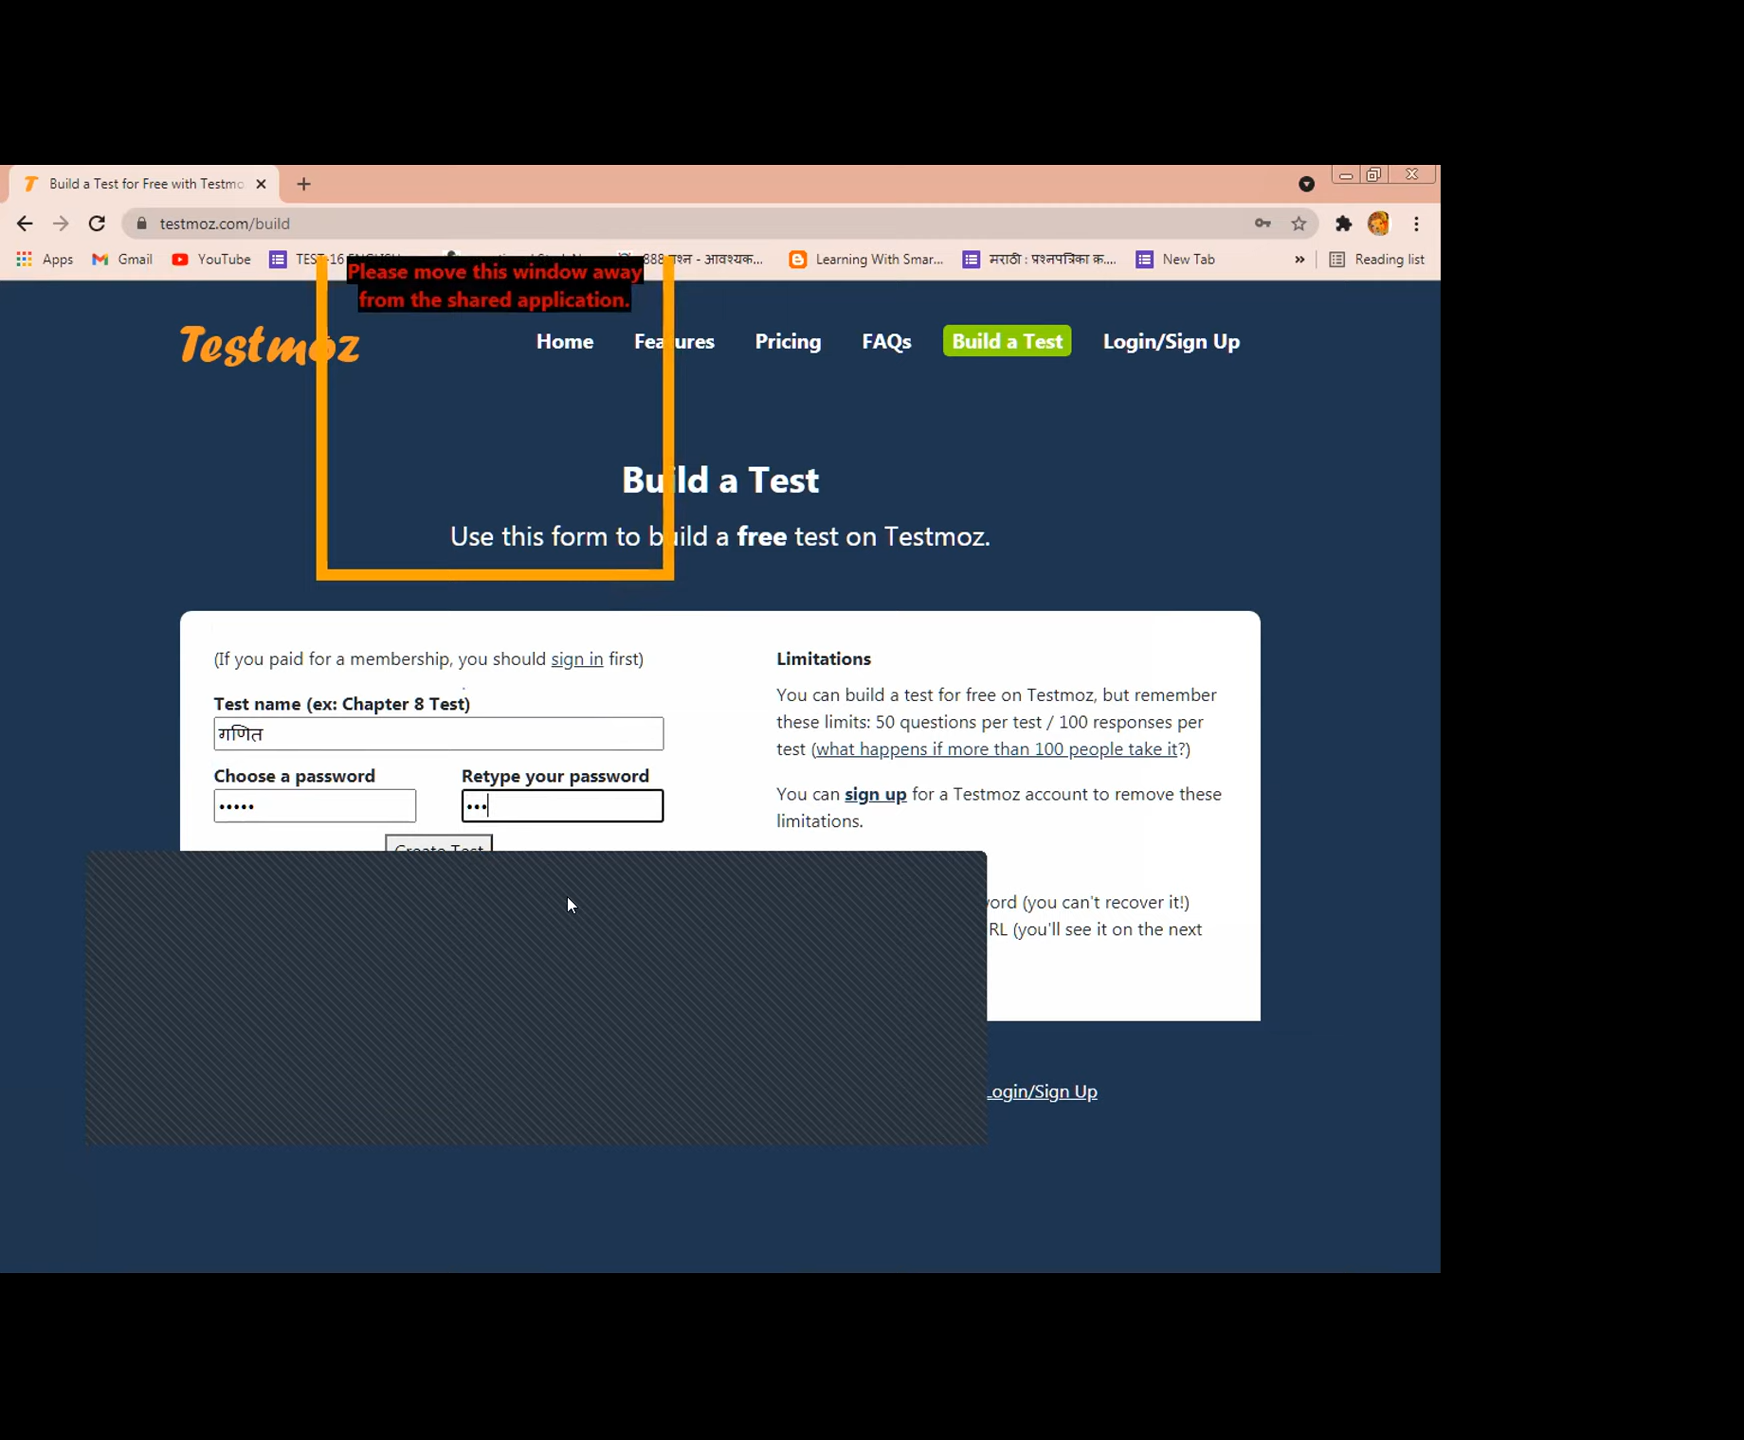 Build a Test for Free with Testmo
testmoz.com/build
Apps Gmail YouTube TEST-16 888 प्रश्न - आवश्यक... Learning With Smar... मराठी : प्रश्नपत्रिका क.... New Tab » Reading list
Please move this window away
from the shared application.
Testmoz Home Features Pricing FAQs Build a Test Login/Sign Up
Build a Test
Use this form to build a free test on Testmoz.
(If you paid for a membership, you should sign in first)
Test name (ex: Chapter 8 Test)
गणित
Choose a password Retype your password
Create Test
Limitations
You can build a test for free on Testmoz, but remember
these limits: 50 questions per test / 100 responses per
test (what happens if more than 100 people take it?)
You can sign up for a Testmoz account to remove these
limitations.
(you can't recover it!)
RL (you'll see it on the next
Login/Sign Up